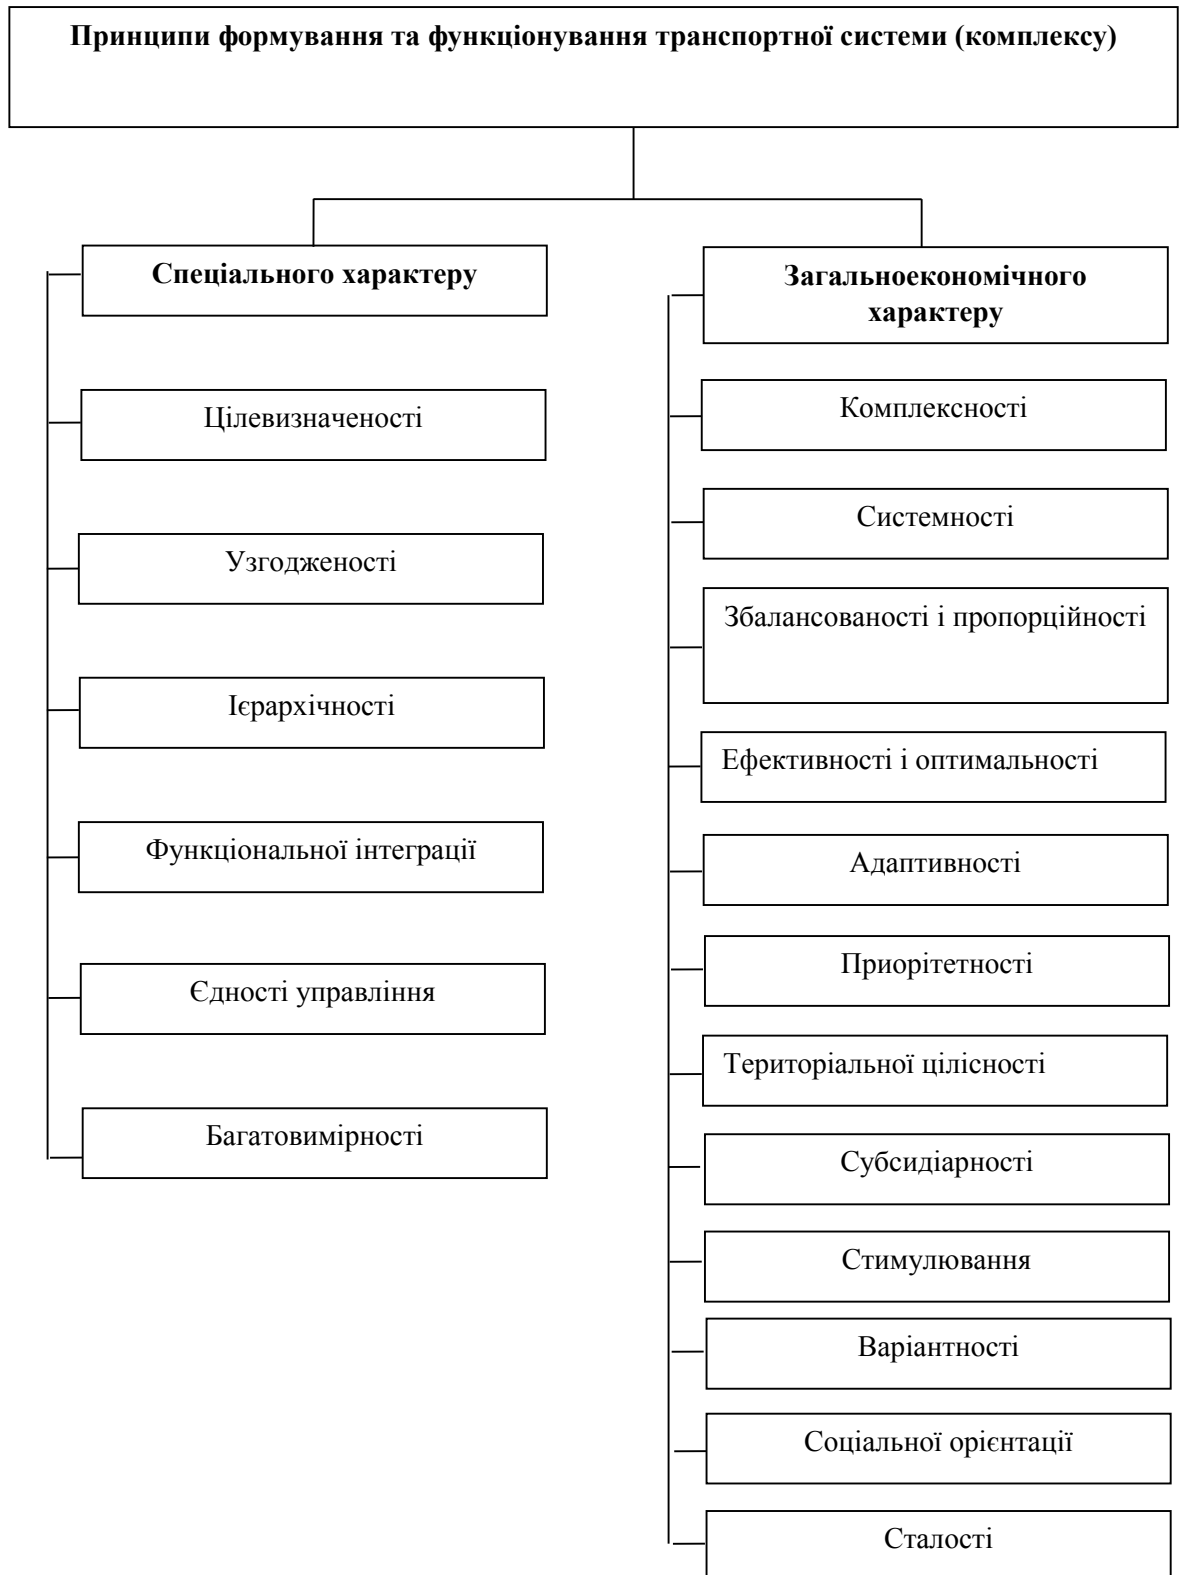 Принципи формування та функціонування транспортної системи (комплексу)
Спеціального характеру
Цілевизначеності
Узгодженості
Ієрархічності
Функціональної інтеграції
Єдності управління
Багатовимірності
Загальноекономічного
характеру
Комплексності
Системності
Збалансованості і пропорційності
Ефективності і оптимальності
Адаптивності
Приорітетності
Територіальної цілісності
Субсидіарності
Стимулювання
Варіантності
Соціальної орієнтації
Сталості